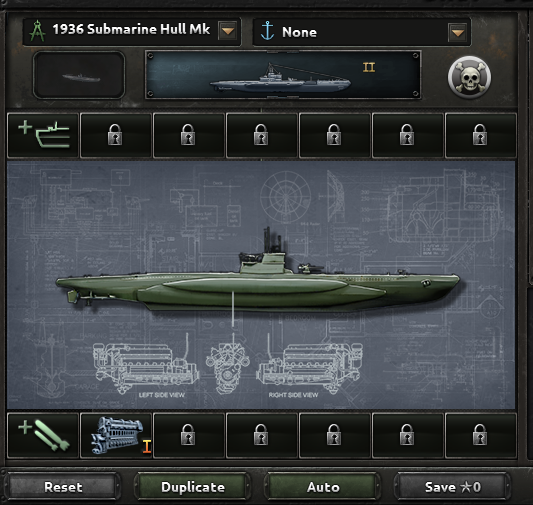 1936 Submarine Hull Mk
None
II
LEFT SIDE VIEW
RIGHT SIDE VIEW
I
Reset
Duplicate
Auto
Save ☆0